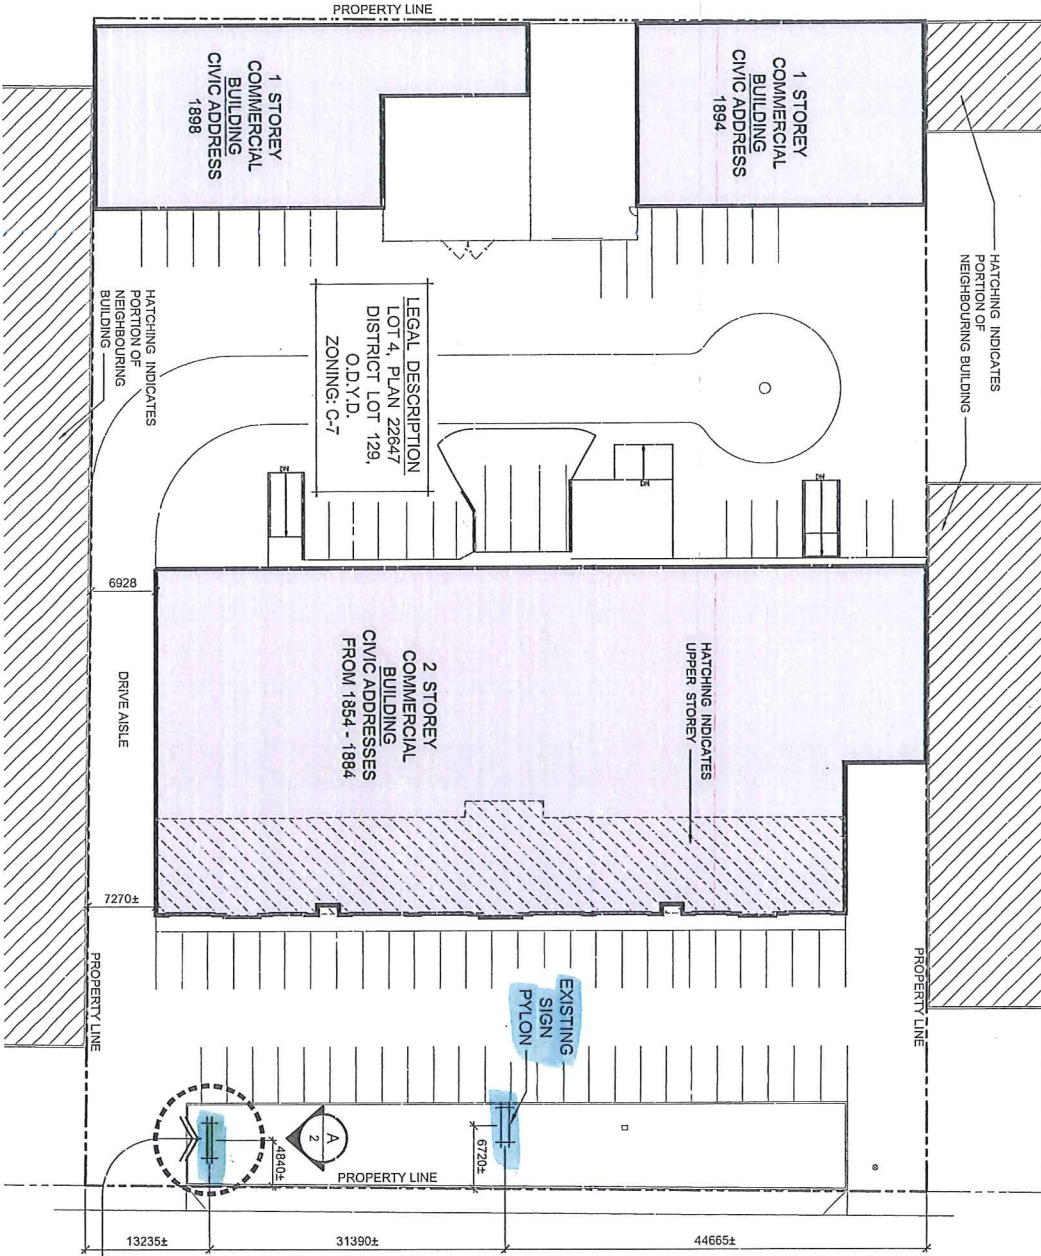 PROPERTY LINE
1 STOREY
COMMERCIAL
BUILDING
CIVIC ADDRESS
1898
1 STOREY
COMMERCIAL
BUILDING
CIVIC ADDRESS
1894
HATCHING INDICATES
PORTION OF
NEIGHBOURING BUILDING
HATCHING INDICATES
PORTION OF
NEIGHBOURING
BUILDING
LEGAL DESCRIPTION
LOT 4, PLAN 22647
DISTRICT LOT 129,
O.D.Y.D.
ZONING: C-7
6928
DRIVE AISLE
7270±
2 STOREY
COMMERCIAL
BUILDING
CIVIC ADDRESSES
FROM 1854 - 1884
HATCHING INDICATES
UPPER STOREY
PROPERTY LINE
PROPERTY LINE
EXISTING
SIGN
PYLON
A
2
4840±
6720±
PROPERTY LINE
13235±
31390±
44665±